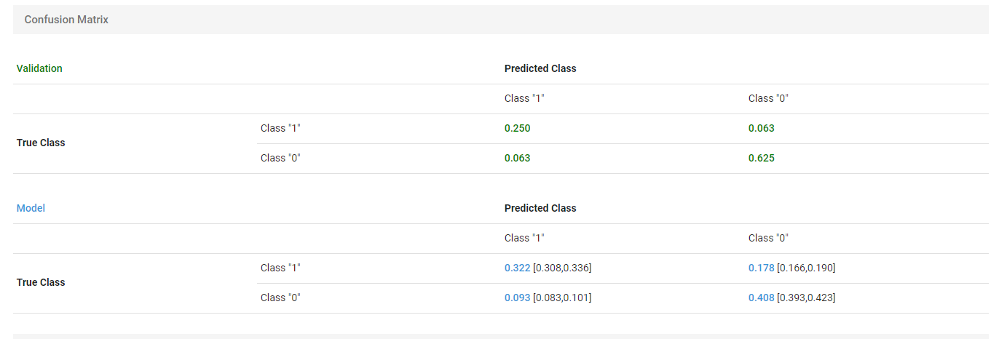 Confusion Matrix
Validation Predicted Class
Class "1" Class "0"
True Class
Class "1" 0.250 0.063
Class "0" 0.063 0.625
Model Predicted Class
Class "1" Class "0"
True Class
Class "1" 0.322 [0.308,0.336] 0.178 [0.166,0.190]
Class "0" 0.093 [0.083,0.101] 0.408 [0.393,0.423]